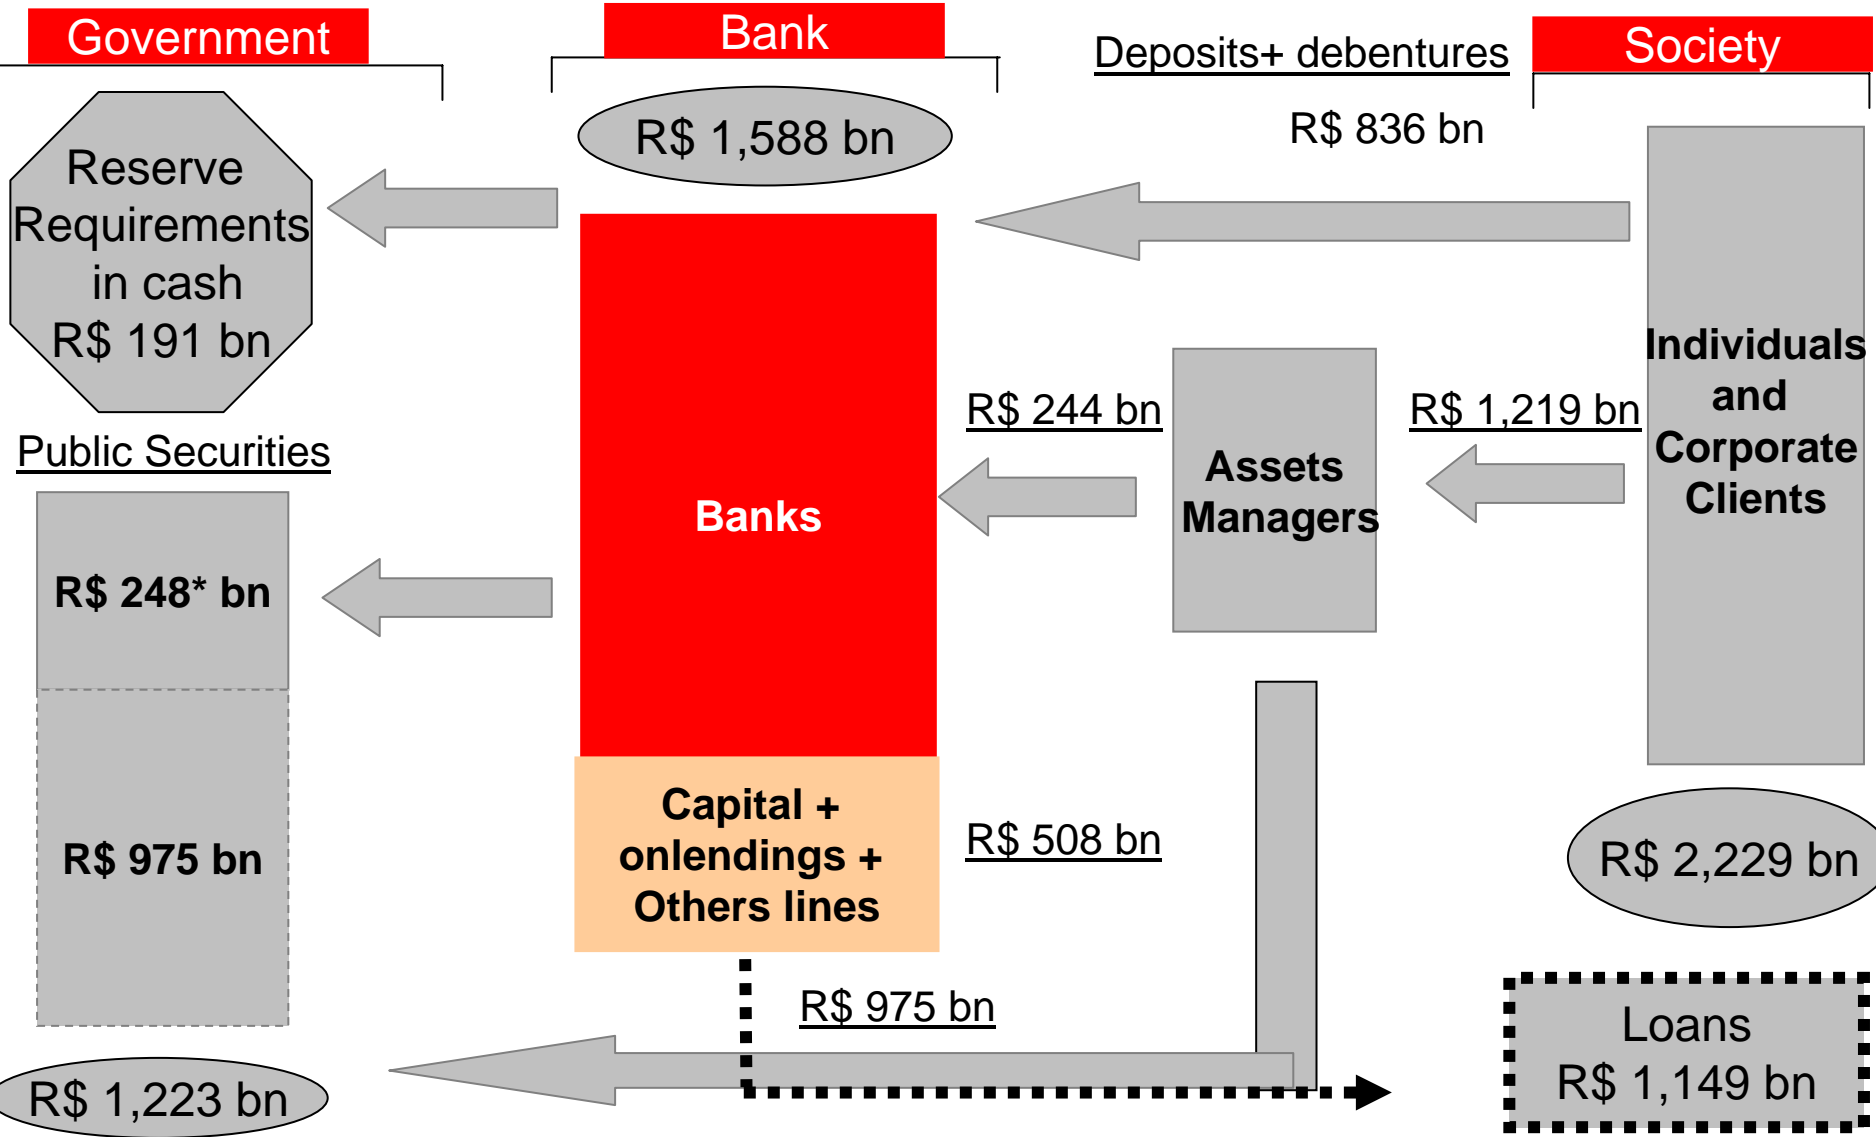 Government
Bank
Deposits+ debentures
Society
R$ 1,588 bn
R$ 836 bn
Reserve
Requirements
in cash
R$ 191 bn
Individuals
and
Corporate
Clients
R$ 244 bn
R$ 1,219 bn
Public Securities
Assets
Managers
Banks
R$ 248* bn
Capital +
onlendings +
Others lines
R$ 508 bn
R$ 975 bn
R$ 2,229 bn
R$ 975 bn
Loans
R$ 1,149 bn
R$ 1,223 bn